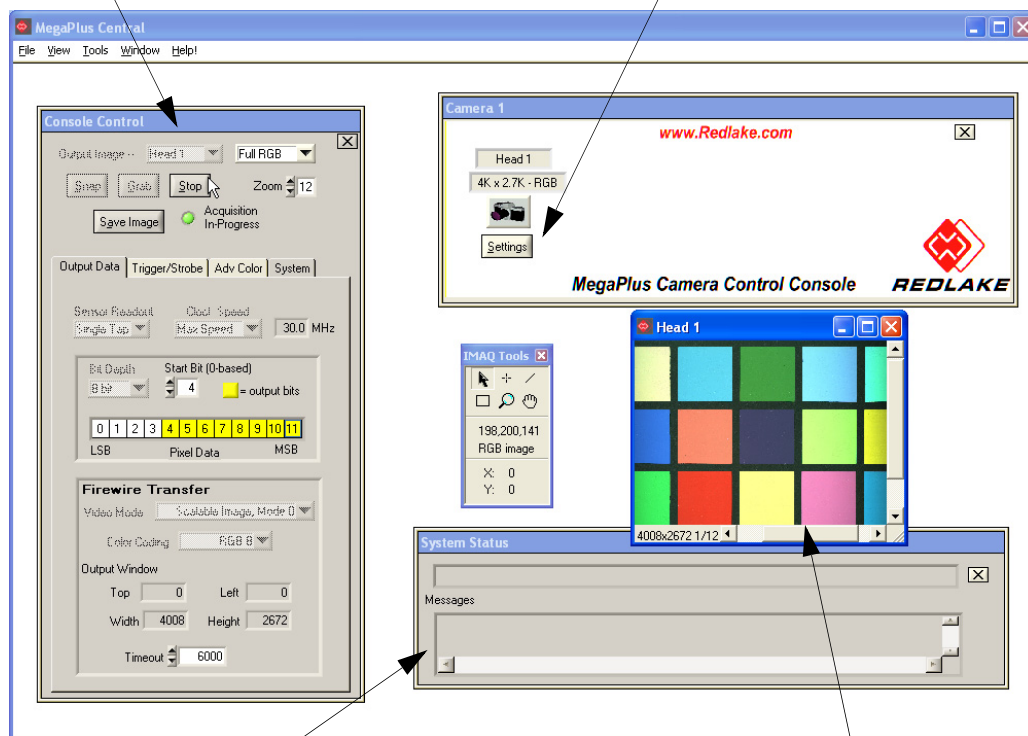 MegaPlus Central
File View Tools Window Help!
Console Control
Output Image -- Head 1 Full RGB
Snap Grab Stop Zoom 12
Save Image Acquisition In-Progress
Output Data Trigger/Strobe Adv Color System
Sensor Readout Clock Speed
Single Tap Max Speed 30.0 MHz
Bit Depth Start Bit (0-based)
8 bit 4 = output bits
0 1 2 3 4 5 6 7 8 9 10 11
LSB Pixel Data MSB
Firewire Transfer
Video Mode Scalable Image, Mode 0
Color Coding RGB 8
Output Window
Top 0 Left 0
Width 4008 Height 2672
Timeout 6000
Camera 1
www.Redlake.com
Head 1
4K x 2.7K - RGB
Settings
MegaPlus Camera Control Console
REDLAKE
IMAQ Tools
198,200,141
RGB image
X: 0
Y: 0
Head 1
4008x2672 1/12
System Status
Messages